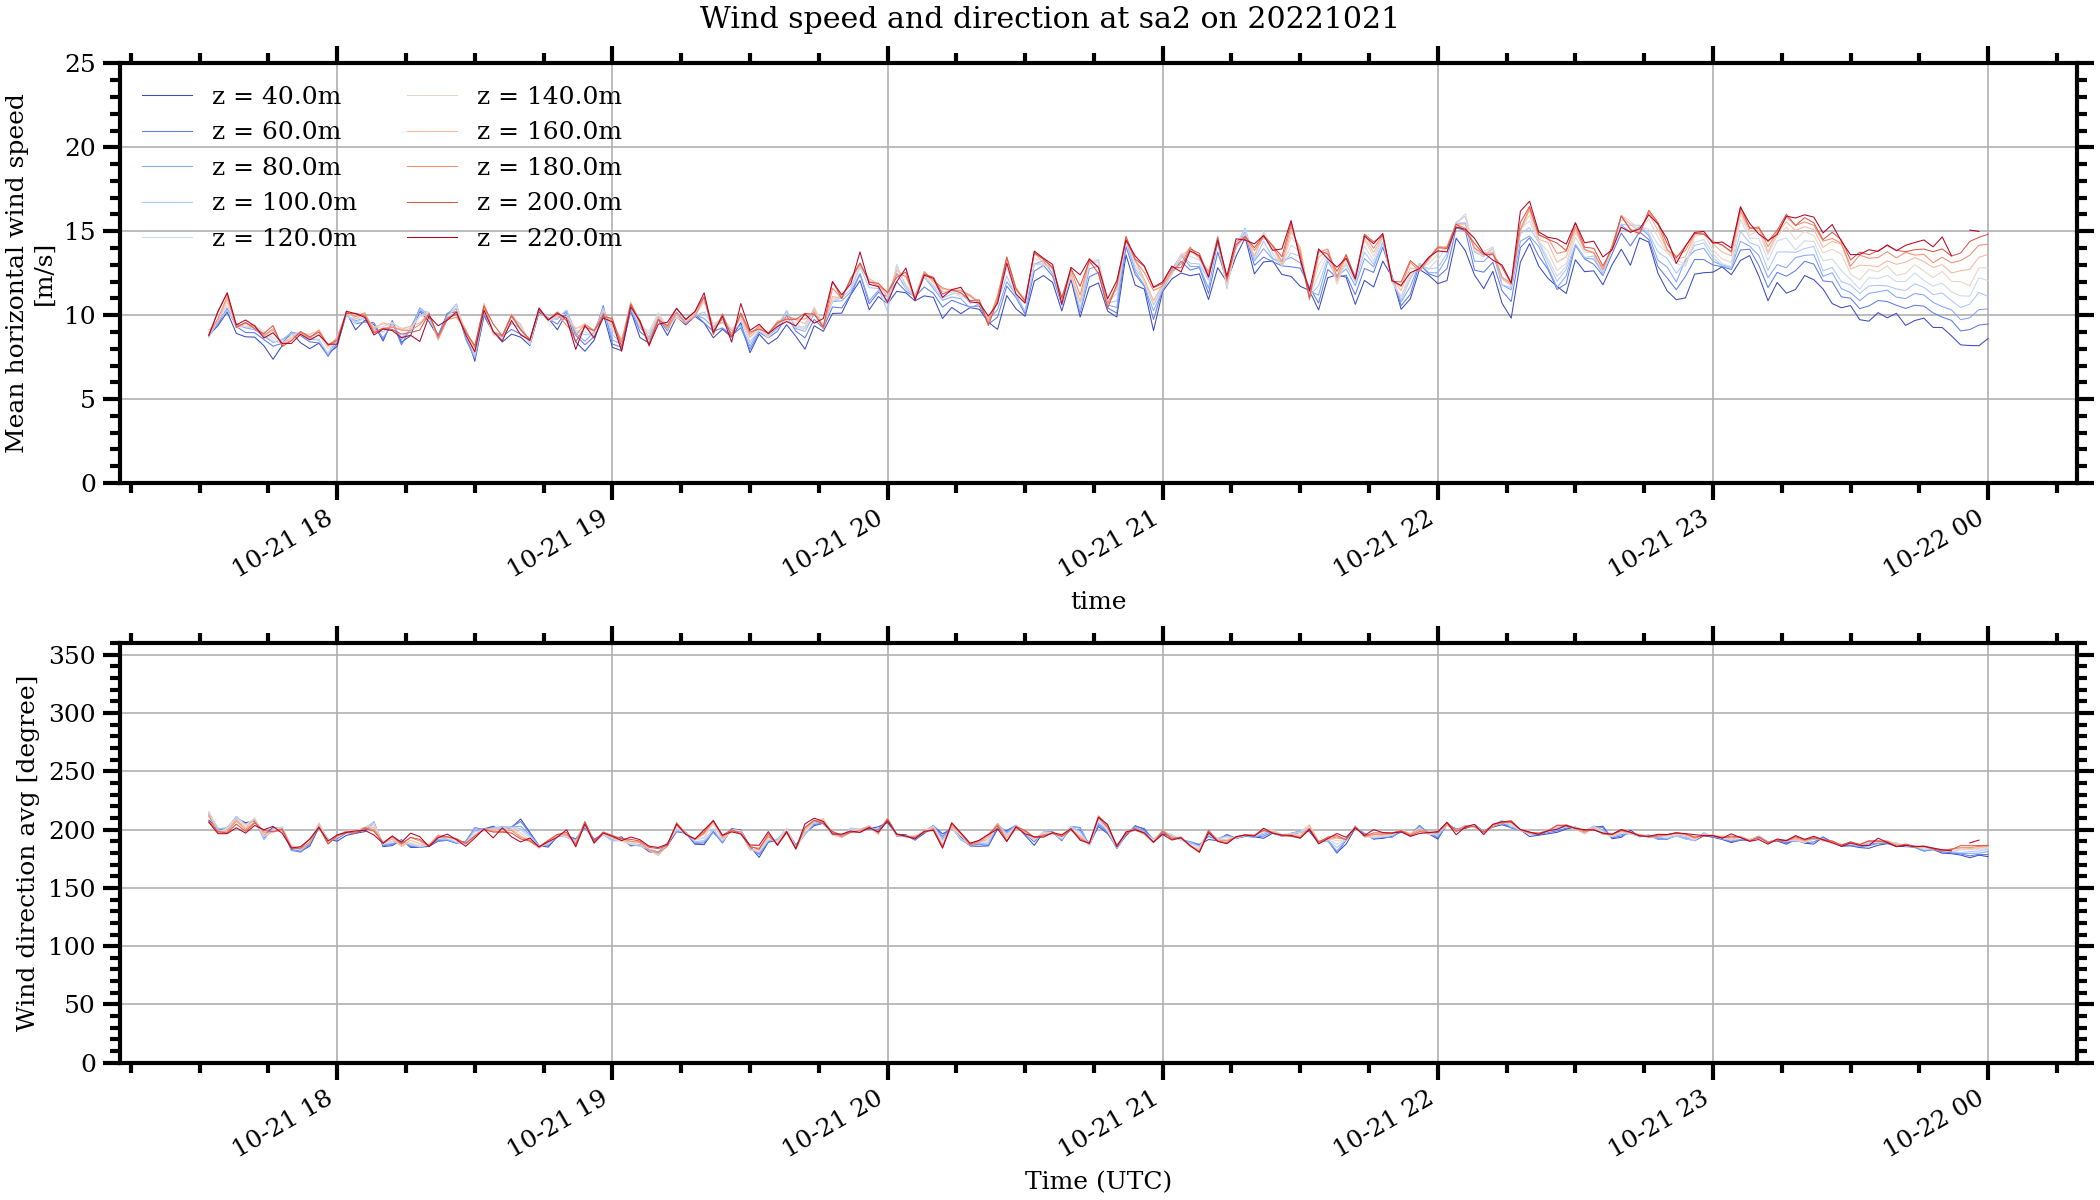 Wind speed and direction at sa2 on 20221021
Mean horizontal wind speed
[m/s]
25
20
15
10
5
0
z = 40.0m
z = 60.0m
z = 80.0m
z = 100.0m
z = 120.0m
z = 140.0m
z = 160.0m
z = 180.0m
z = 200.0m
z = 220.0m
10-21 18
10-21 19
10-21 20
10-21 21
10-21 22
10-21 23
10-22 00
time
Wind direction avg [degree]
350
300
250
200
150
100
50
0
10-21 18
10-21 19
10-21 20
10-21 21
10-21 22
10-21 23
10-22 00
Time (UTC)